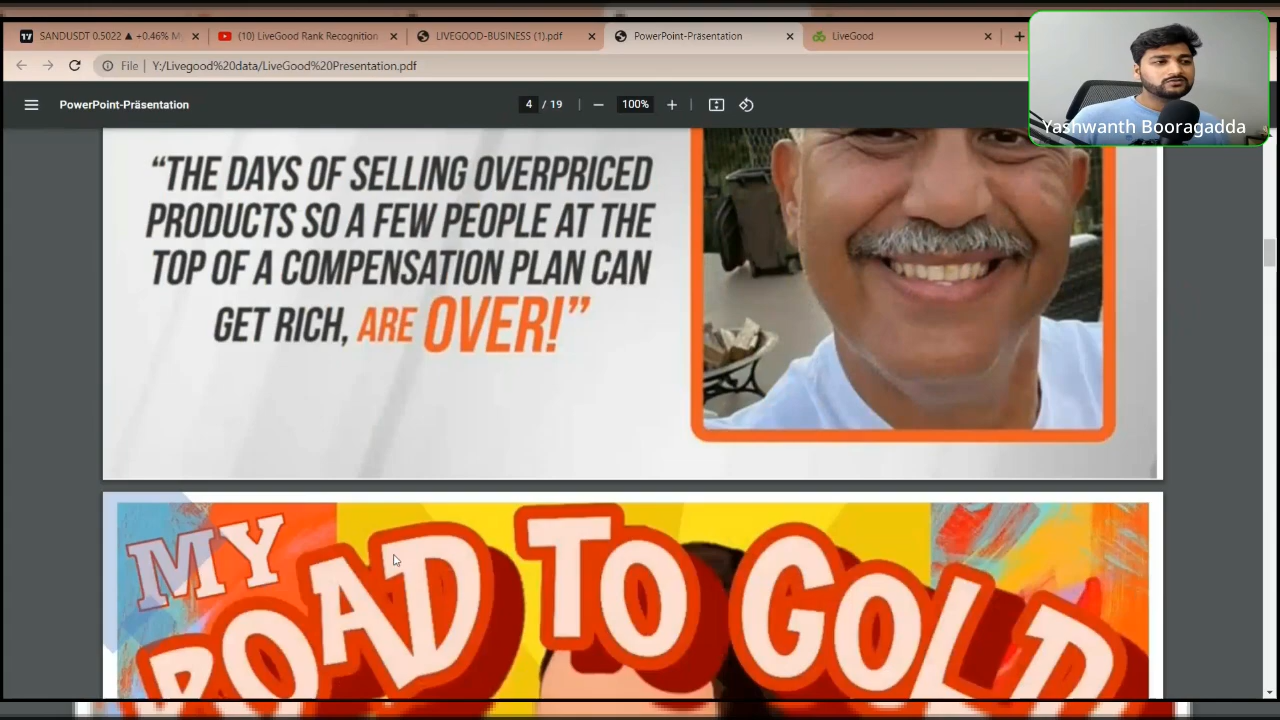 SANDUSDT 0.5022 ▲ +0.46%
(10) LiveGood Rank Recognition
LIVEGOOD-BUSINESS (1).pdf
PowerPoint-Präsentation
LiveGood
File
Y:/Livegood%20data/LiveGood%20Presentation.pdf
PowerPoint-Präsentation
4 / 19
100%
Yashwanth Booragadda
“THE DAYS OF SELLING OVERPRICED
PRODUCTS SO A FEW PEOPLE AT THE
TOP OF A COMPENSATION PLAN CAN
GET RICH, ARE OVER!”
MY
ROAD TO GOLD